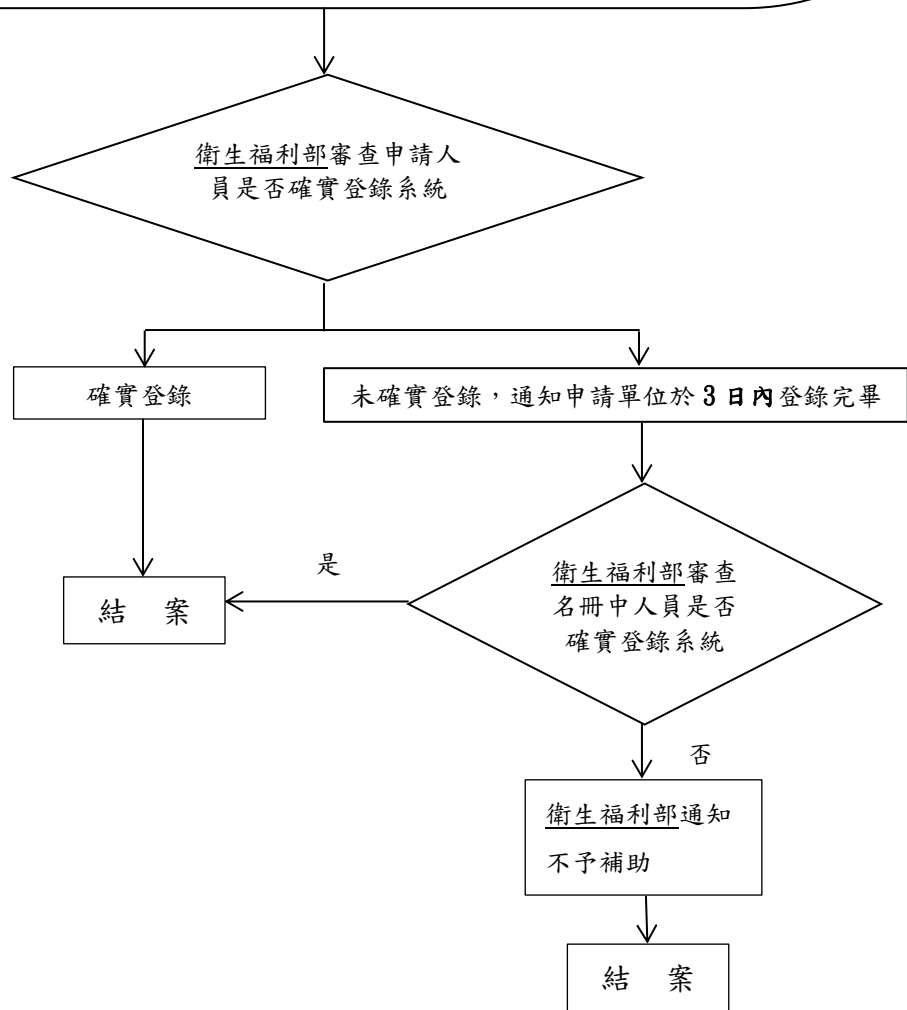 衛生福利部審查申請人
員是否確實登錄系統
確實登錄
未確實登錄，通知申請單位於 3 日內登錄完畢
是
衛生福利部審查
名冊中人員是否
確實登錄系統
結　案
否
衛生福利部通知
不予補助
結　案